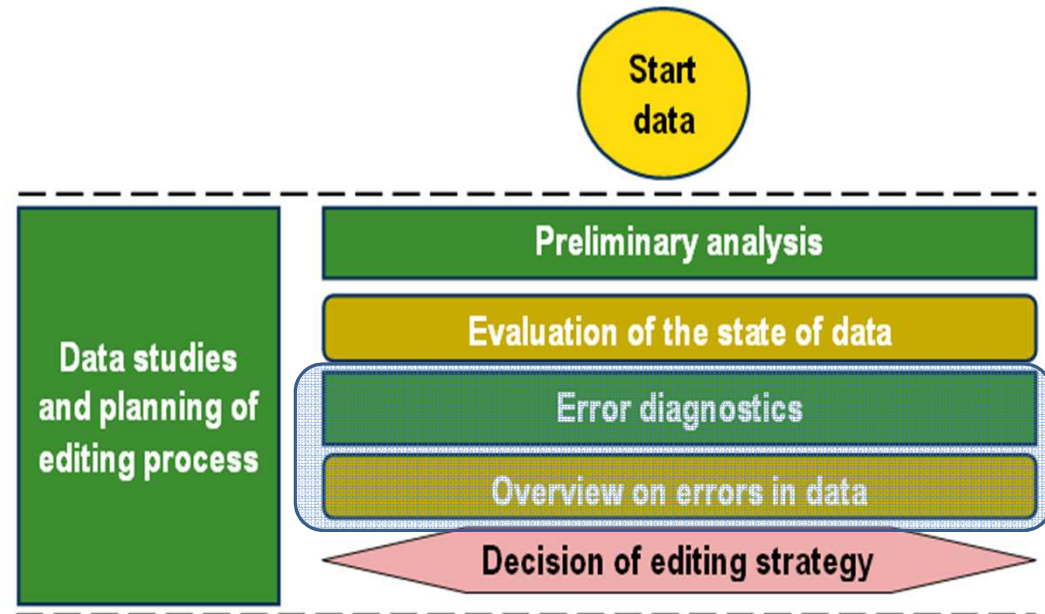 Start
data
Data studies
and planning of
editing process
Preliminary analysis
Evaluation of the state of data
Error diagnostics
Overview on errors in data
Decision of editing strategy